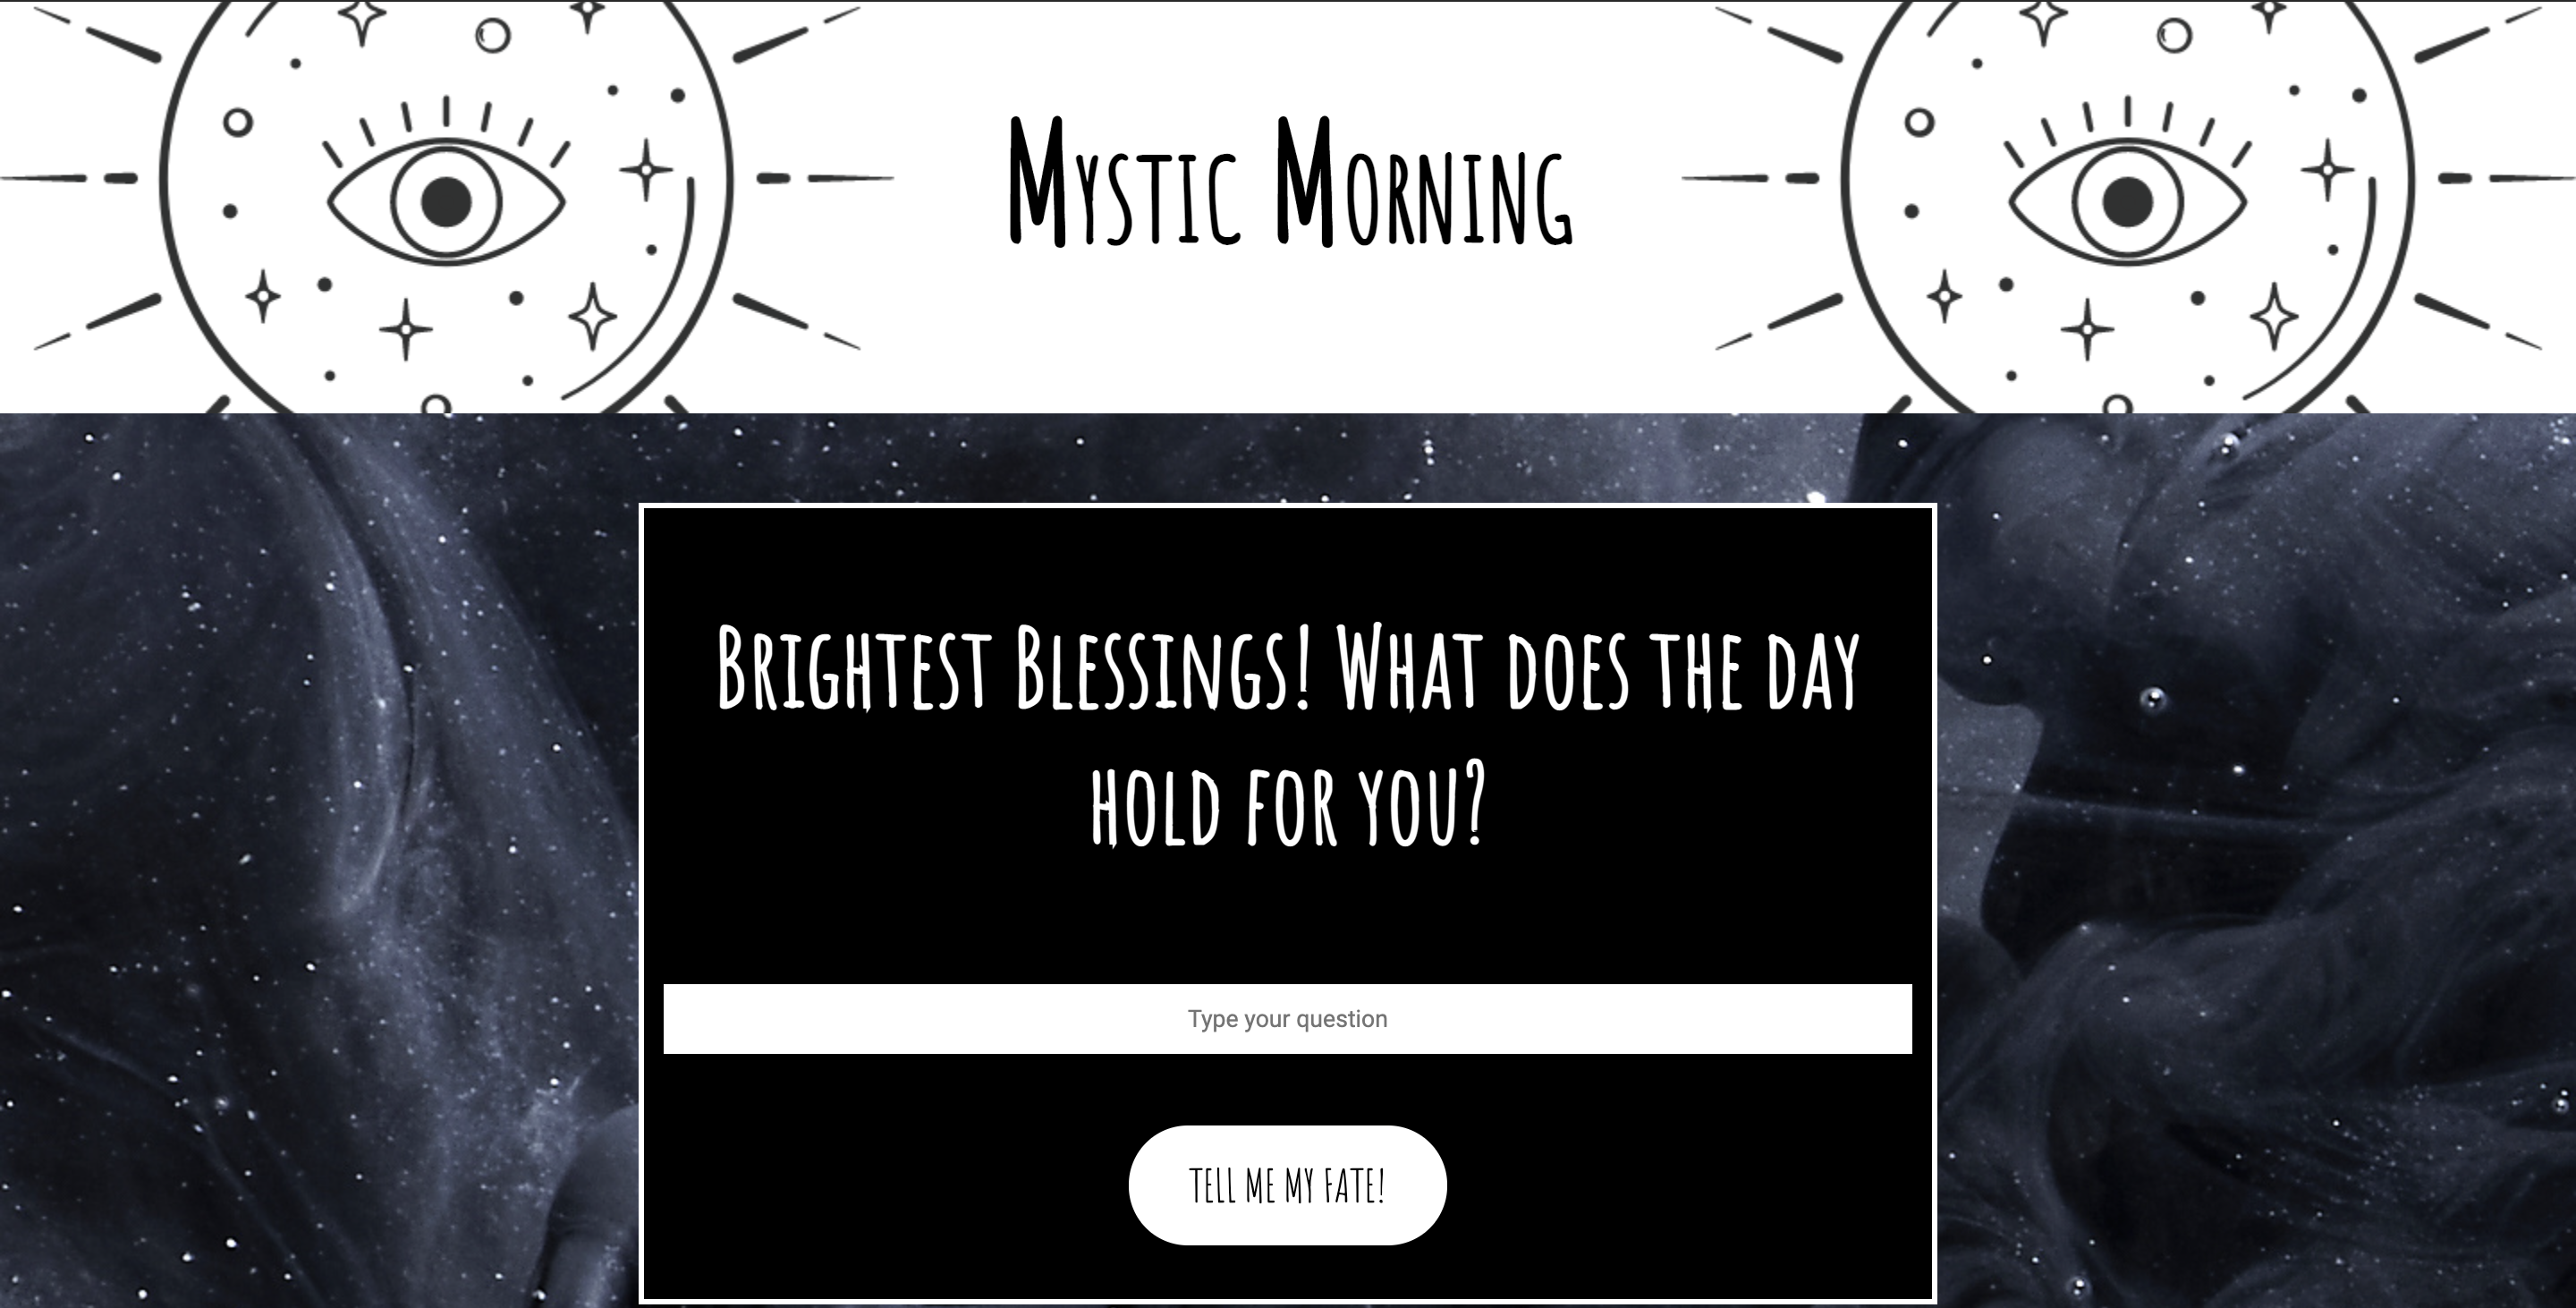 Mystic Morning
Brightest Blessings! What does the day
hold for you?
Type your question
TELL ME MY FATE!